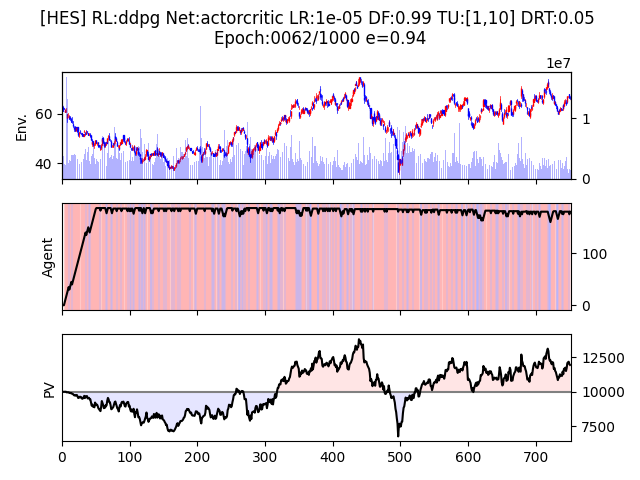 [HES] RL:ddpg Net:actorcritic LR:1e-05 DF:0.99 TU:[1,10] DRT:0.05
Epoch:0062/1000 e=0.94
1e7
Env.
60
40
1
0
Agent
100
0
PV
12500
10000
7500
0 100 200 300 400 500 600 700